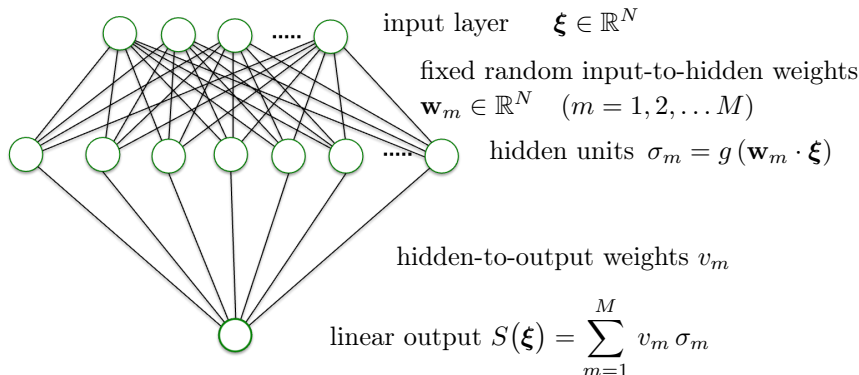 input layer ξ ∈ ℝ^N
fixed random input-to-hidden weights
w_m ∈ ℝ^N (m = 1, 2, … M)
hidden units σ_m = g (w_m · ξ)
hidden-to-output weights v_m
linear output S(ξ) = ∑_{m=1}^{M} v_m σ_m